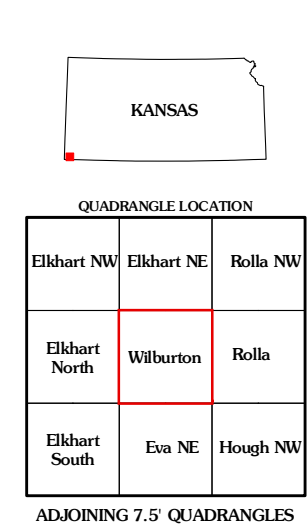 KANSAS
QUADRANGLE LOCATION
Elkhart NW Elkhart NE Rolla NW
Elkhart North Wilburton Rolla
Elkhart South Eva NE Hough NW
ADJOINING 7.5' QUADRANGLES